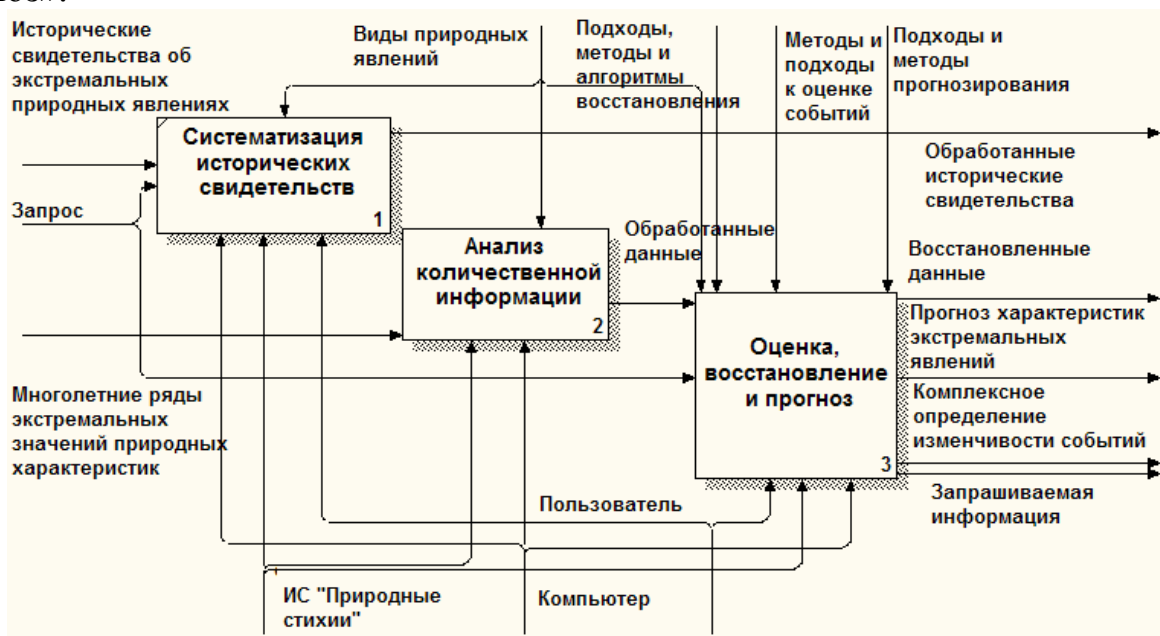 Исторические
свидетельства об
экстремальных
природных явлениях
Виды природных
явлений
Подходы,
методы и
алгоритмы
восстановления
Методы и
подходы
к оценке
событий
Подходы и
методы
прогнозирования
Систематизация
исторических
свидетельств
1
Обработанные
исторические
свидетельства
Запрос
Анализ
количественной
информации
2
Обработанные
данные
Восстановленные
данные
Оценка,
восстановление
и прогноз
3
Прогноз характеристик
экстремальных
явлений
Многолетние ряды
экстремальных
значений природных
характеристик
Комплексное
определение
изменчивости событий
Запрашиваемая
информация
Пользователь
ИС "Природные
стихии"
Компьютер